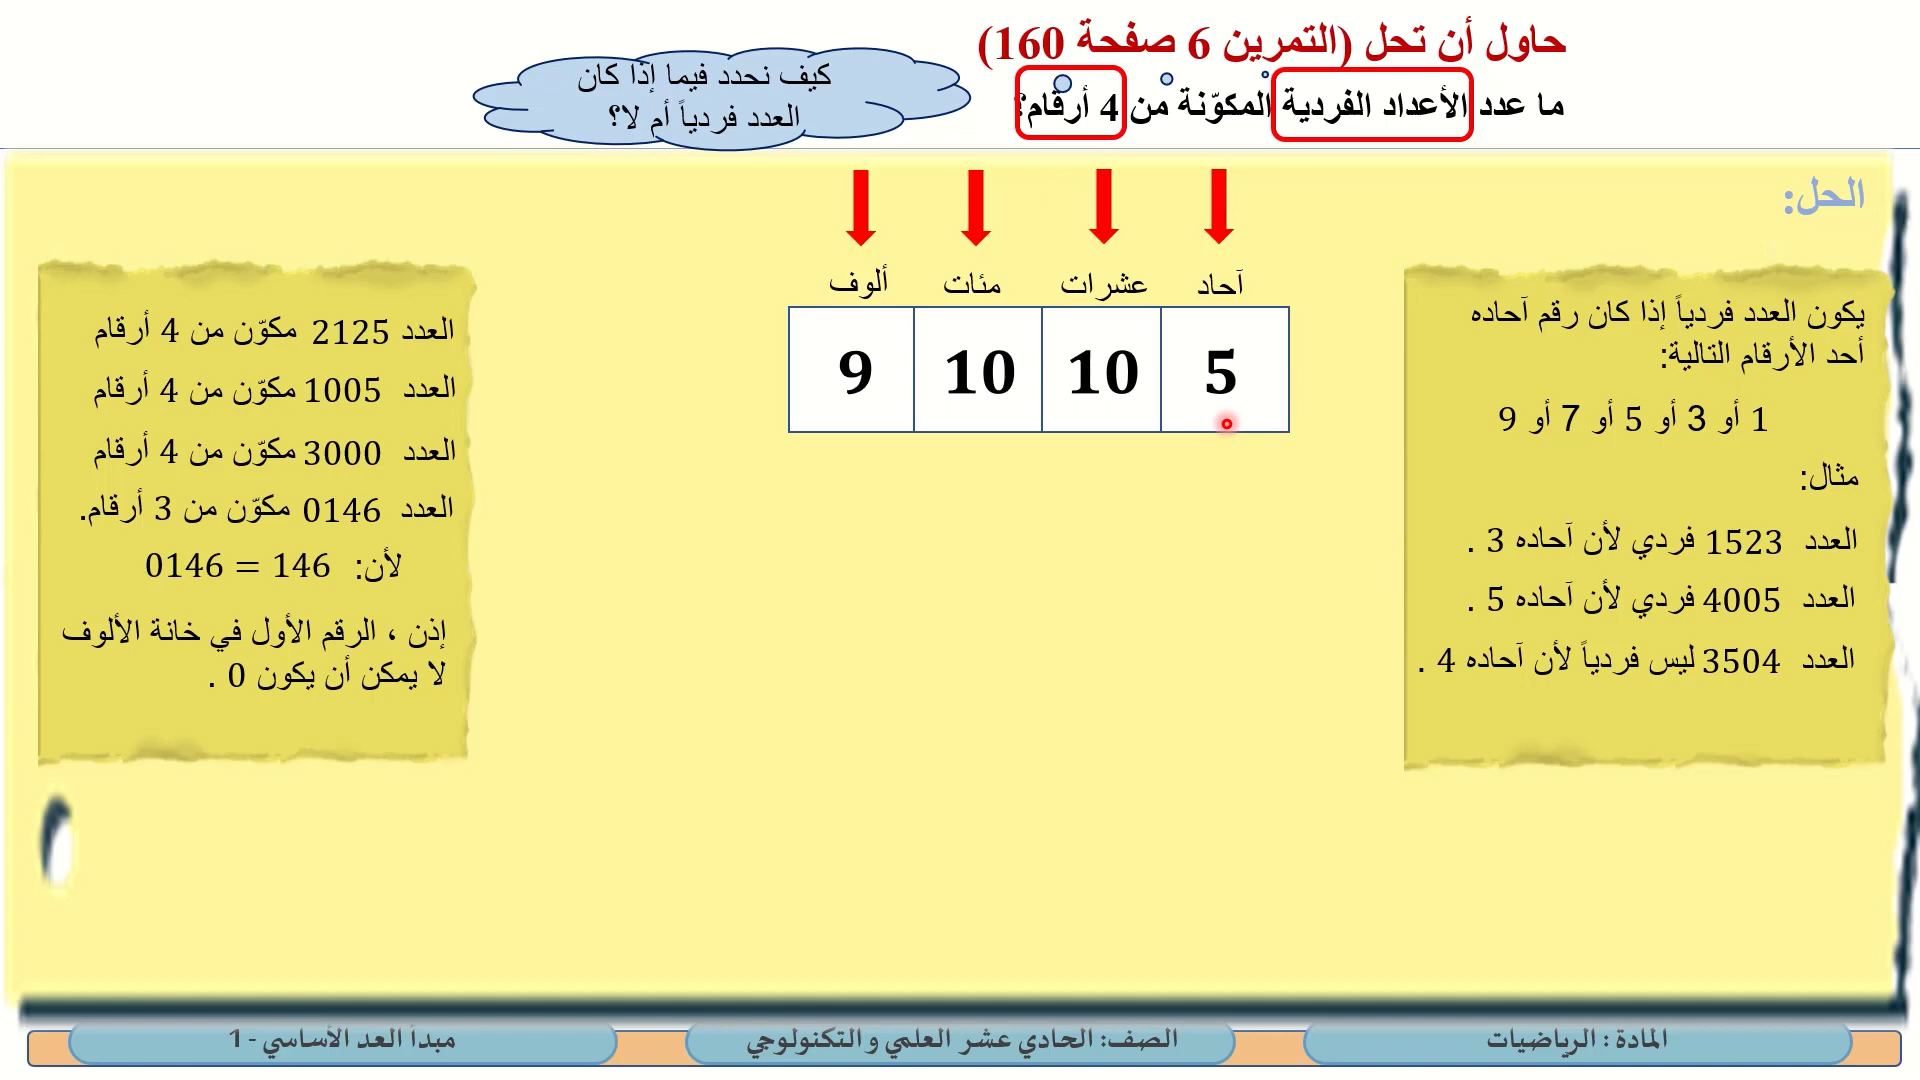 حاول أن تحل (التمرين 6 صفحة 160)
ما عدد الأعداد الفردية المكوّنة من 4 أرقام؟
كيف نحدد فيما إذا كان
العدد فردياً أم لا؟
الحل:
يكون العدد فردياً إذا كان رقم آحاده
أحد الأرقام التالية:
1 أو 3 أو 5 أو 7 أو 9
مثال:
العدد 1523 فردي لأن آحاده 3 .
العدد 4005 فردي لأن آحاده 5 .
العدد 3504 ليس فردياً لأن آحاده 4 .
آحاد عشرات مئات ألوف
9 10 10 5
العدد 2125 مكوّن من 4 أرقام
العدد 1005 مكوّن من 4 أرقام
العدد 3000 مكوّن من 4 أرقام
العدد 0146 مكوّن من 3 أرقام.
لأن: 0146 = 146
إذن ، الرقم الأول في خانة الألوف
لا يمكن أن يكون 0 .
المادة : الرياضيات
الصف: الحادي عشر العلمي و التكنولوجي
مبدأ العد الأساسي - 1